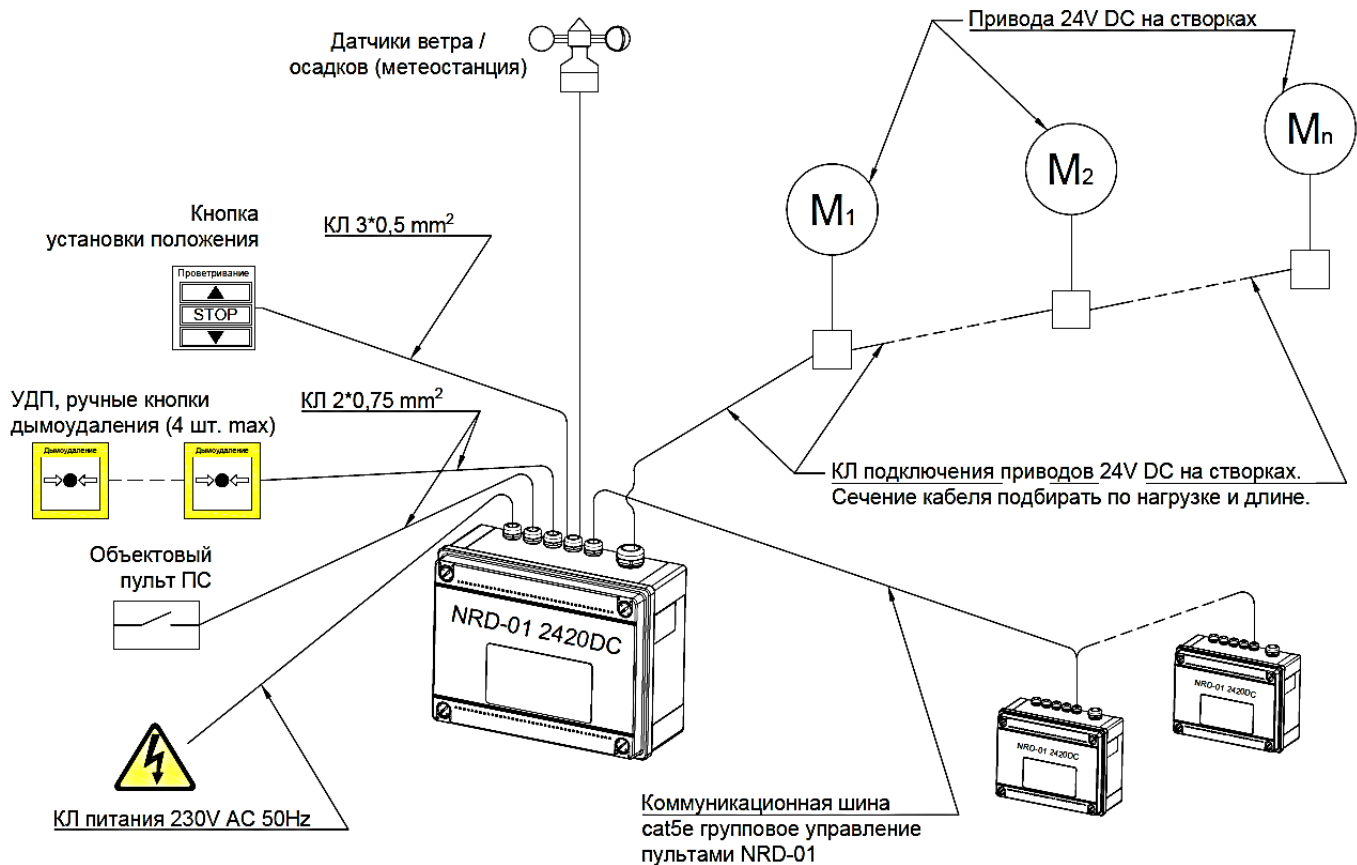 Привода 24V DC на створках
Датчики ветра /
осадков (метеостанция)
M1
M2
Mn
Кнопка
установки положения
КЛ 3*0,5 mm²
Проветривание
STOP
УДП, ручные кнопки
дымоудаления (4 шт. max)
КЛ 2*0,75 mm²
Дымоудаление
Дымоудаление
КЛ подключения приводов 24V DC на створках.
Сечение кабеля подбирать по нагрузке и длине.
Объектовый
пульт ПС
NRD-01 2420DC
NRD-01 2420DC
NRD-01 2420DC
КЛ питания 230V AC 50Hz
Коммуникационная шина
cat5e групповое управление
пультами NRD-01